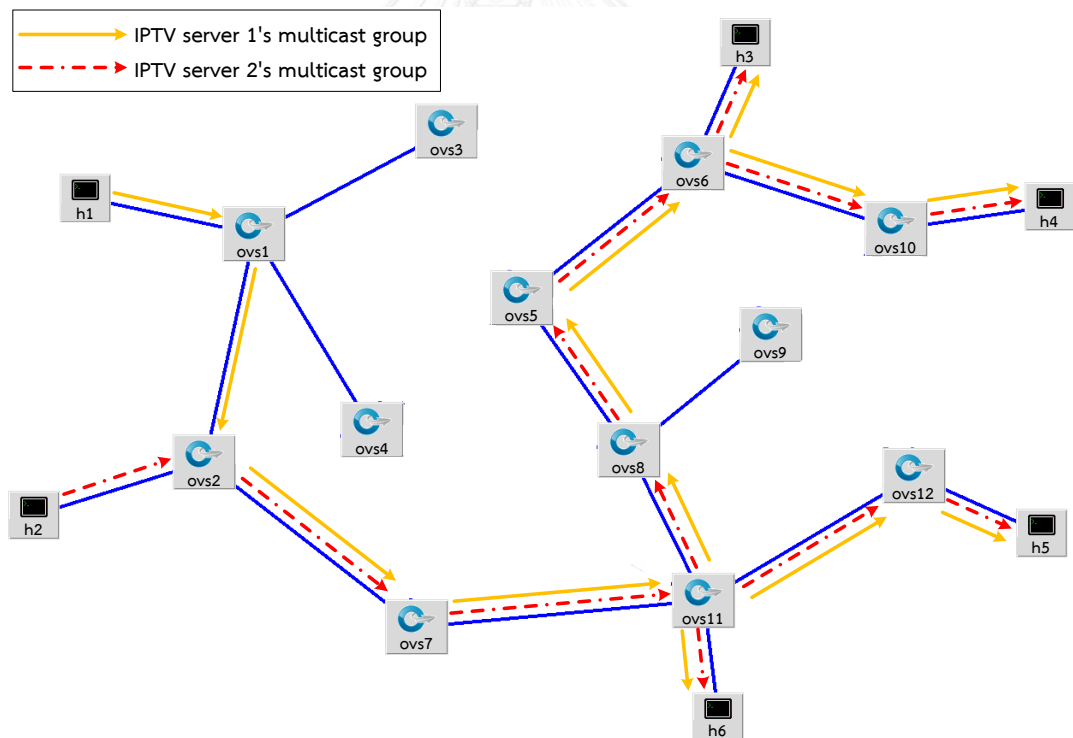 IPTV server 1's multicast group
IPTV server 2's multicast group
h3
ovs3
h1
ovs6
ovs1
h4
ovs10
ovs5
ovs9
ovs4
ovs8
ovs2
ovs12
h2
h5
ovs11
ovs7
h6